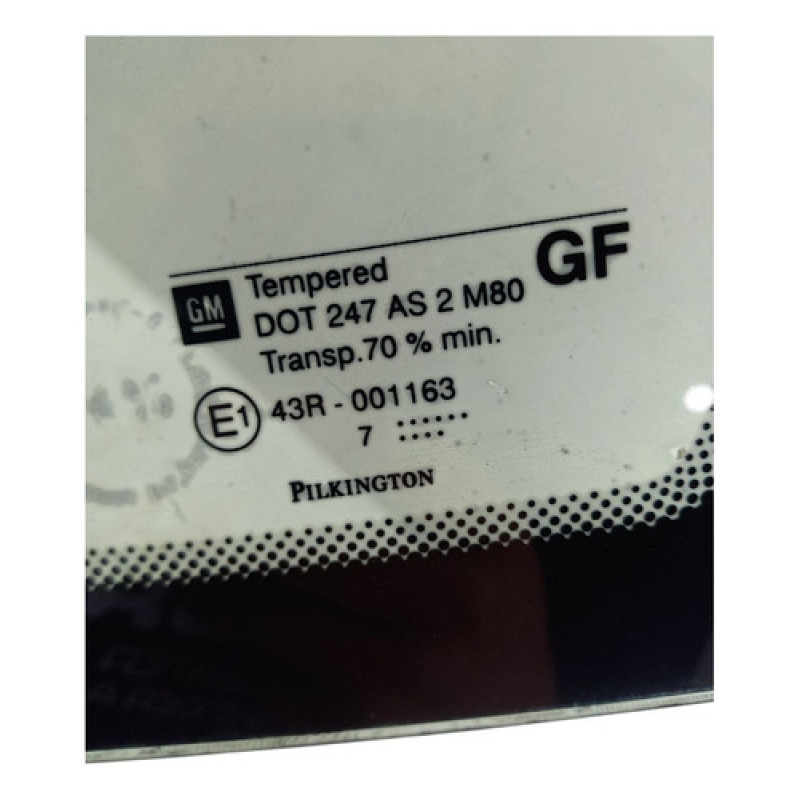 GM
Tempered
GF
DOT 247 AS 2 M80
Transp.70 % min.
E1
43R - 001163
7 ..........
PILKINGTON